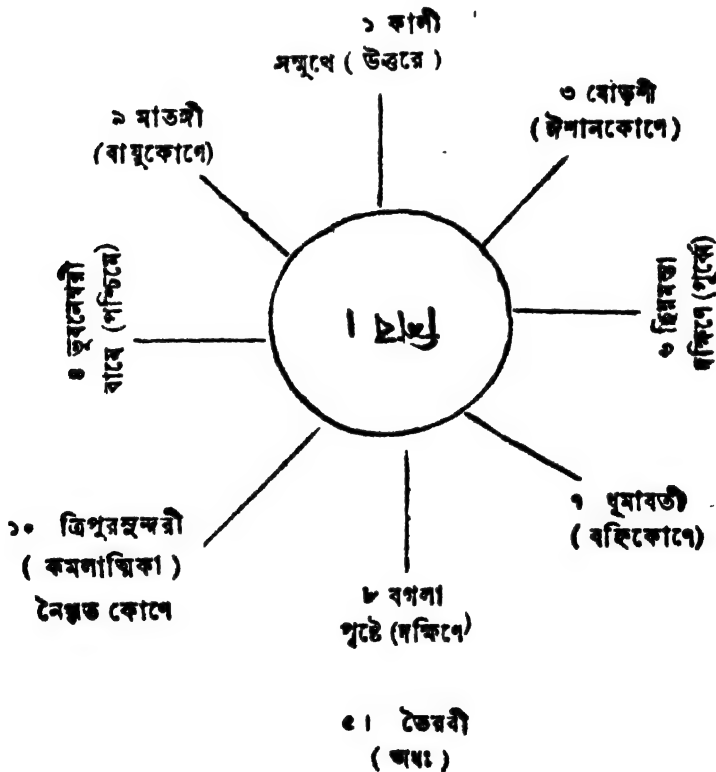 ১ কালী
সম্মুখে ( উত্তরে )
৩ ষোড়শী
( ঈশানকোণে )
৯ মাতঙ্গী
( বায়ুকোণে )
শিব ।
৪ ভুবনেশ্বরী
বামে ( পশ্চিমে )
৬ ছিন্নমস্তা
দক্ষিণে ( পূর্ব্বে )
৭ ধূমাবতী
( বহ্নিকোণে )
১০ ত্রিপুরসুন্দরী
( কমলাত্মিকা )
নৈঋত কোণে
৮ বগলা
পৃষ্টে ( দক্ষিণে )
৫ । ভৈরবী
( অধঃ )